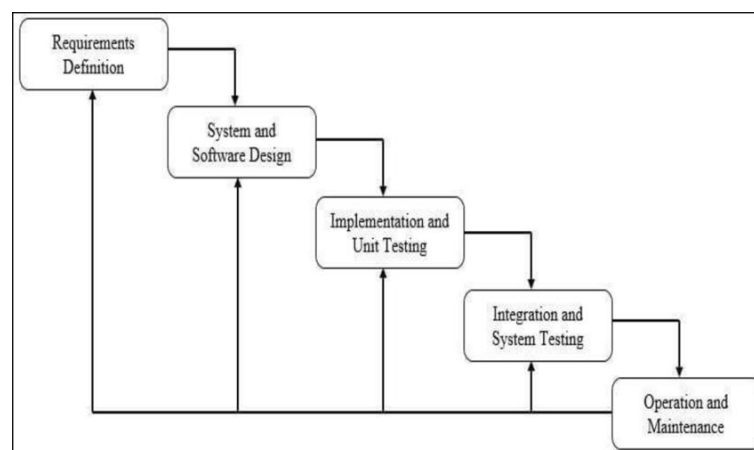 Requirements
Definition
System and
Software Design
Implementation and
Unit Testing
Integration and
System Testing
Operation and
Maintenance